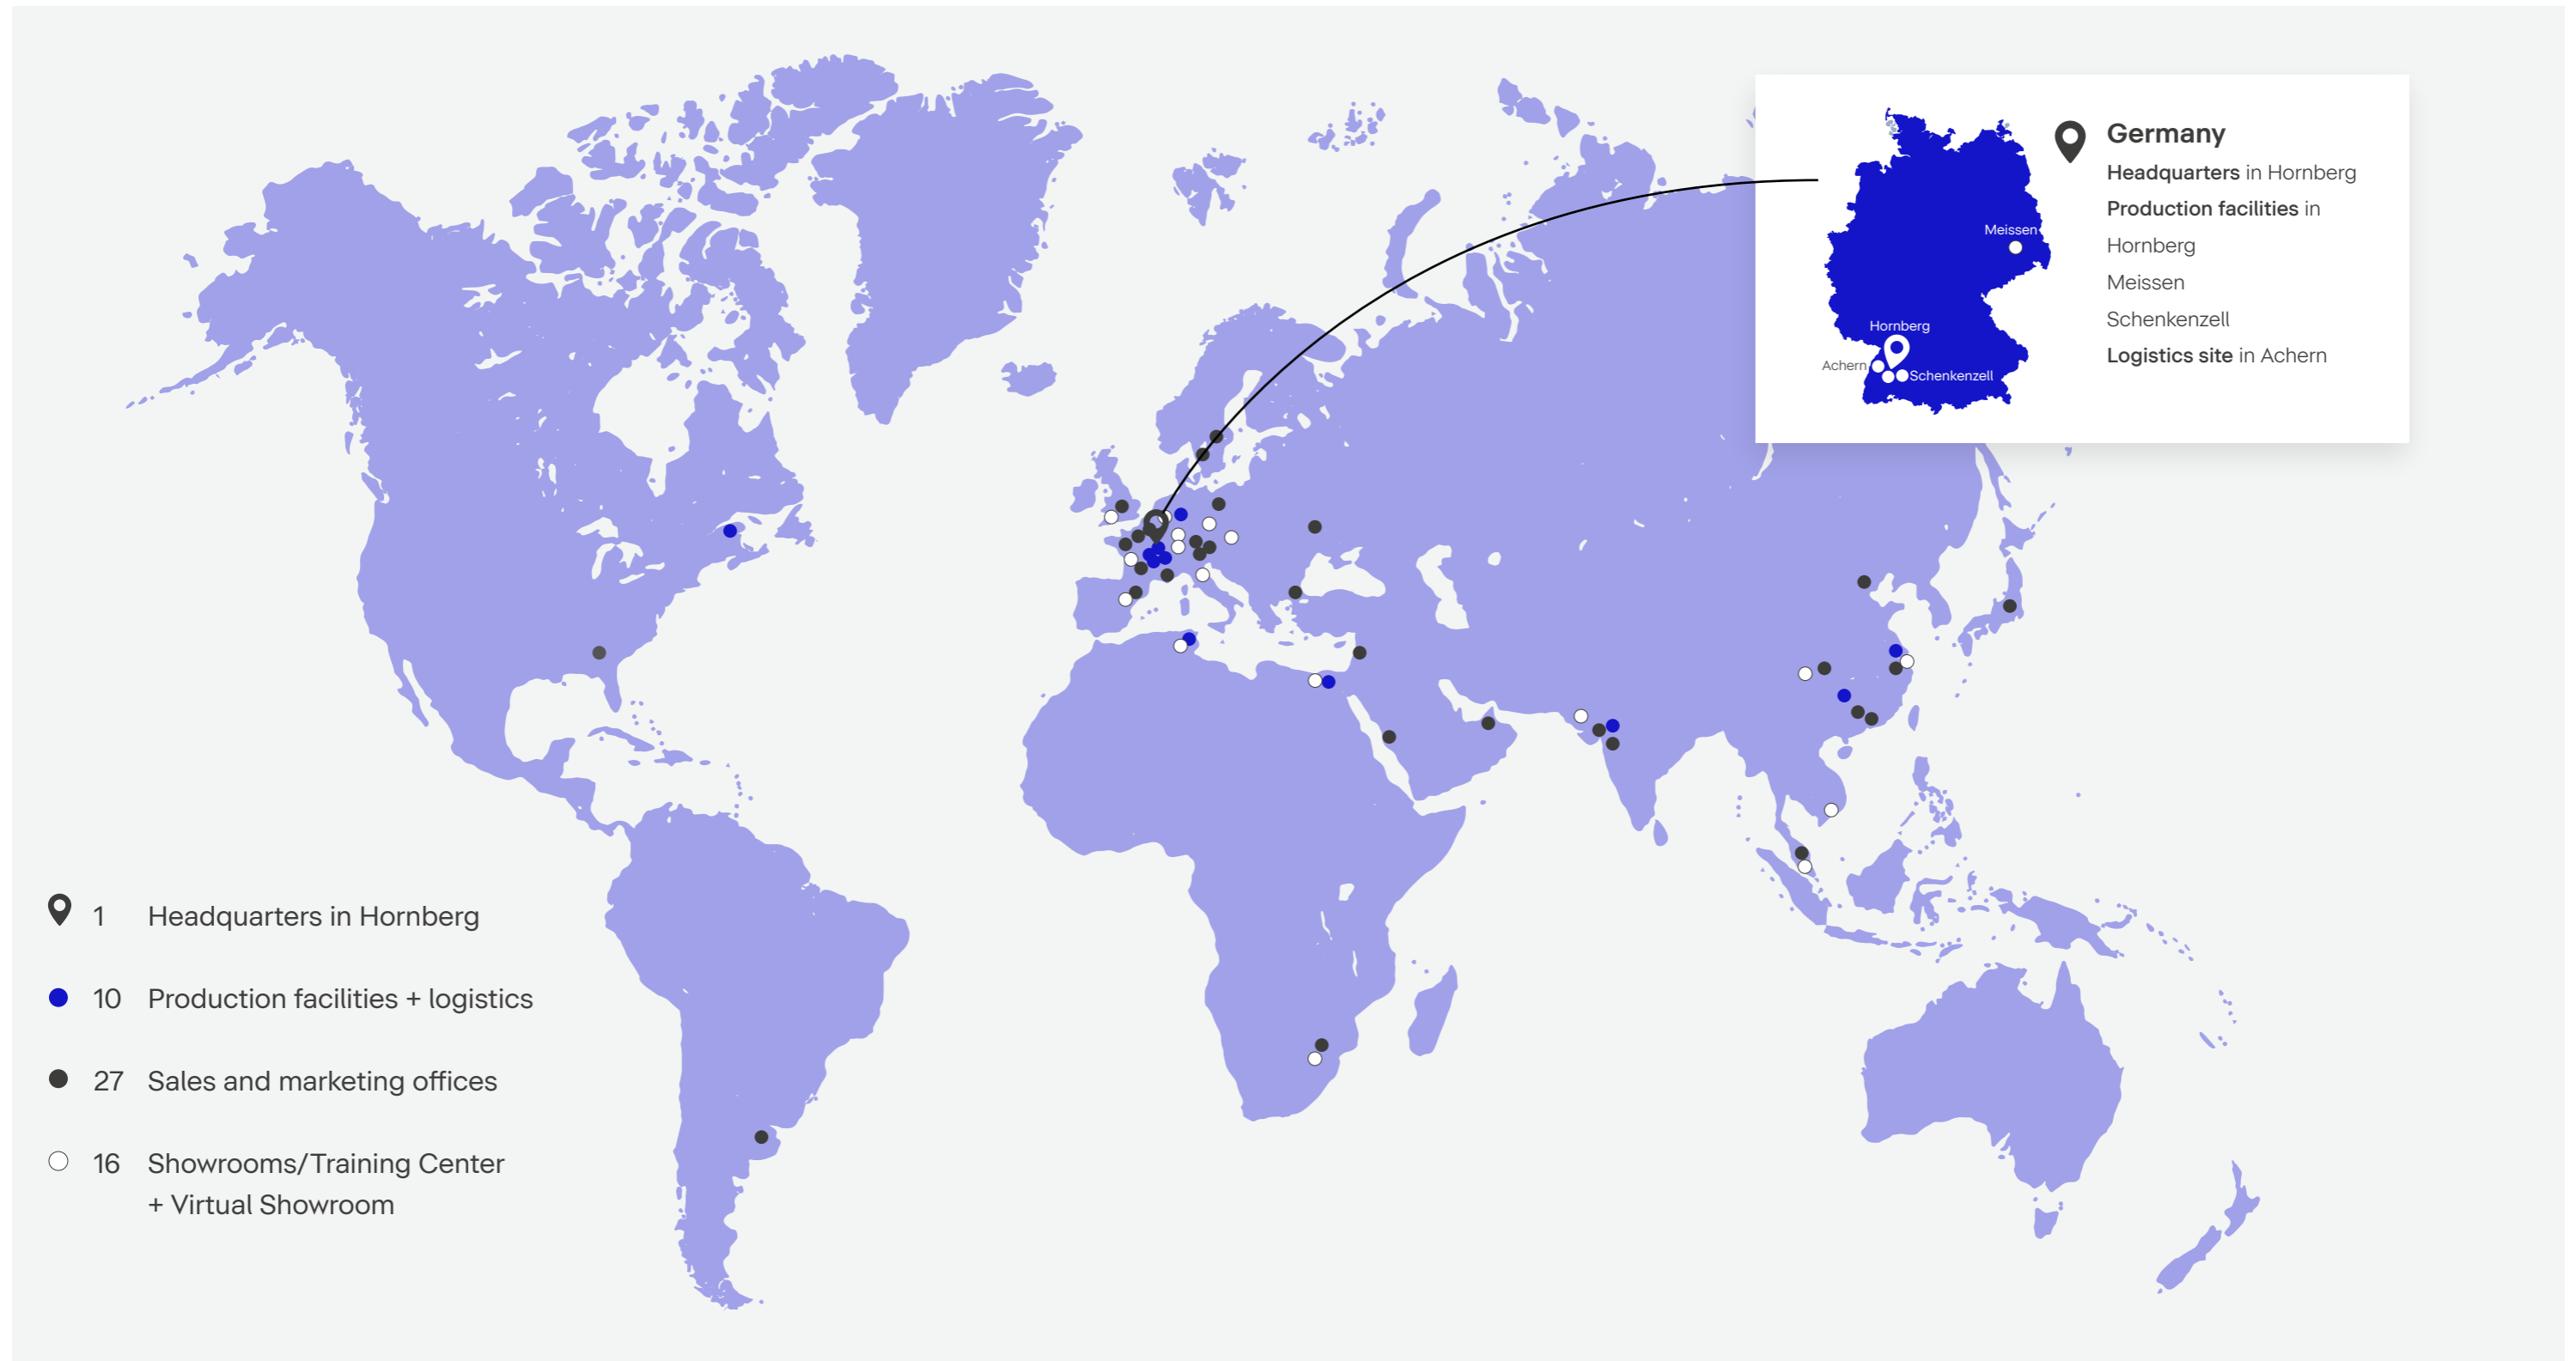 Germany
Headquarters in Hornberg
Production facilities in
Hornberg
Meissen
Schenkenzell
Logistics site in Achern
Meissen
Hornberg
Achern
Schenkenzell
1 Headquarters in Hornberg
10 Production facilities + logistics
27 Sales and marketing offices
16 Showrooms/Training Center
+ Virtual Showroom